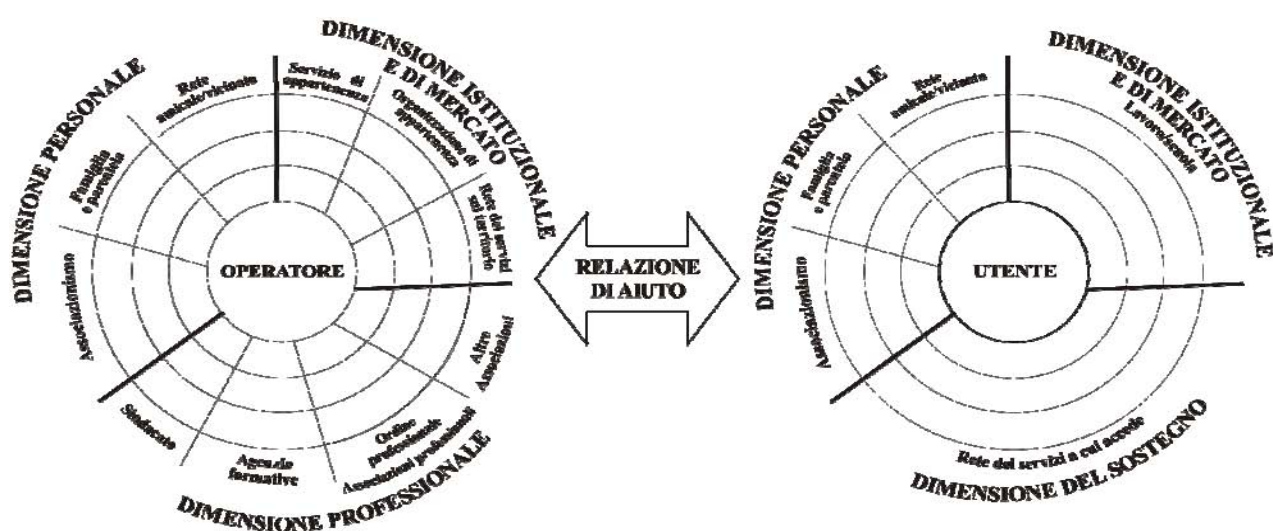 DIMENSIONE PERSONALE
Rete
amicale/vicinato
Famiglia
e parentela
Associazionismo
DIMENSIONE ISTITUZIONALE
E DI MERCATO
Servizio di
appartenenza
Organizzazione di
appartenenza
Rete dei servizi
sul territorio
OPERATORE
Altre
Associazioni
Ordine
professionale
Associazioni professionali
Agenzie
formative
Sindacato
DIMENSIONE PROFESSIONALE
RELAZIONE
DI AIUTO
DIMENSIONE PERSONALE
Rete
amicale/vicinato
Famiglia
e parentela
Associazionismo
DIMENSIONE ISTITUZIONALE
E DI MERCATO
Lavoro/scuola
UTENTE
Rete dei servizi a cui accede
DIMENSIONE DEL SOSTEGNO